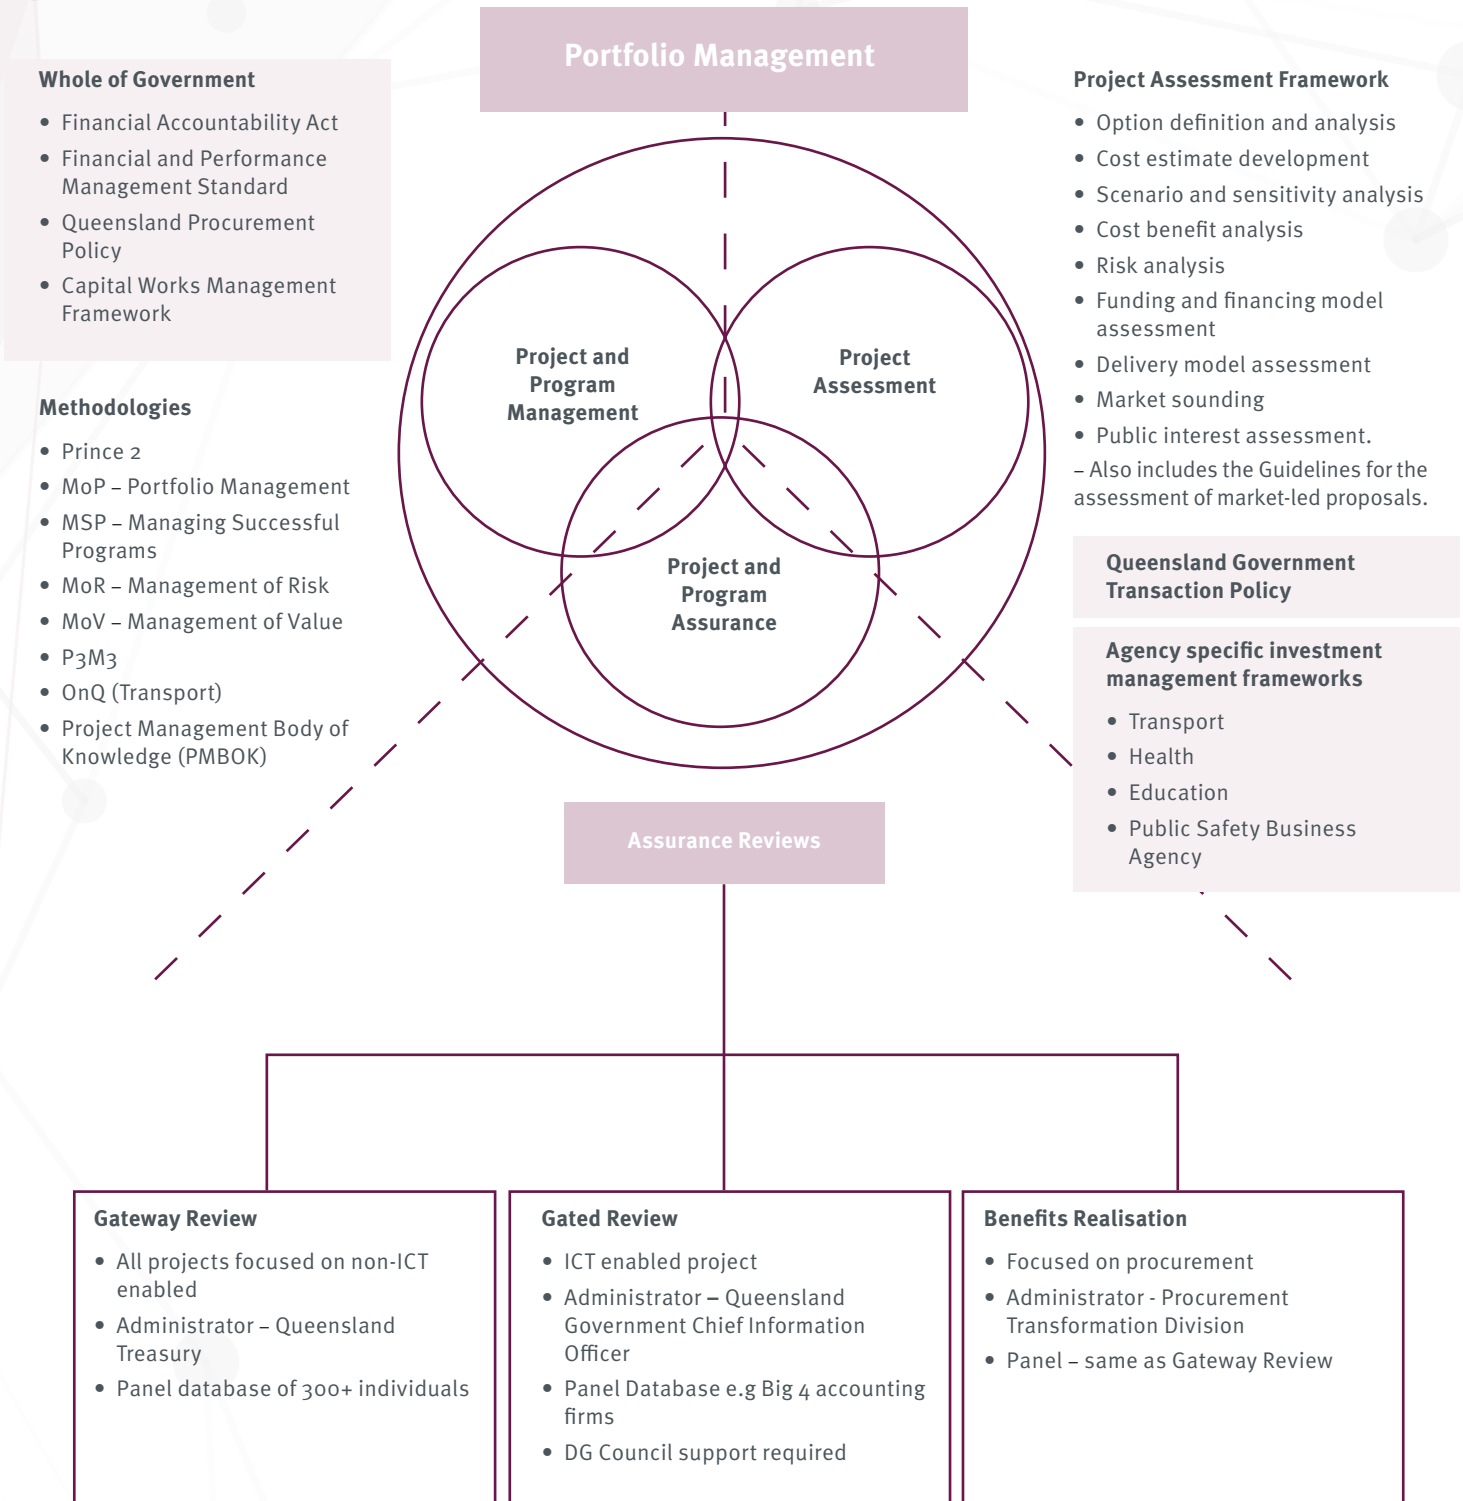 Portfolio Management
Whole of Government
• Financial Accountability Act
• Financial and Performance
Management Standard
• Queensland Procurement
Policy
• Capital Works Management
Framework
Methodologies
• Prince 2
• MoP – Portfolio Management
• MSP – Managing Successful
Programs
• MoR – Management of Risk
• MoV – Management of Value
• P3M3
• OnQ (Transport)
• Project Management Body of
Knowledge (PMBOK)
Project and
Program
Management
Project
Assessment
Project and
Program
Assurance
Project Assessment Framework
• Option definition and analysis
• Cost estimate development
• Scenario and sensitivity analysis
• Cost benefit analysis
• Risk analysis
• Funding and financing model
assessment
• Delivery model assessment
• Market sounding
• Public interest assessment.
– Also includes the Guidelines for the
assessment of market-led proposals.
Queensland Government
Transaction Policy
Agency specific investment
management frameworks
• Transport
• Health
• Education
• Public Safety Business
Agency
Assurance Reviews
Gateway Review
• All projects focused on non-ICT
enabled
• Administrator – Queensland
Treasury
• Panel database of 300+ individuals
Gated Review
• ICT enabled project
• Administrator – Queensland
Government Chief Information
Officer
• Panel Database e.g Big 4 accounting
firms
• DG Council support required
Benefits Realisation
• Focused on procurement
• Administrator - Procurement
Transformation Division
• Panel – same as Gateway Review